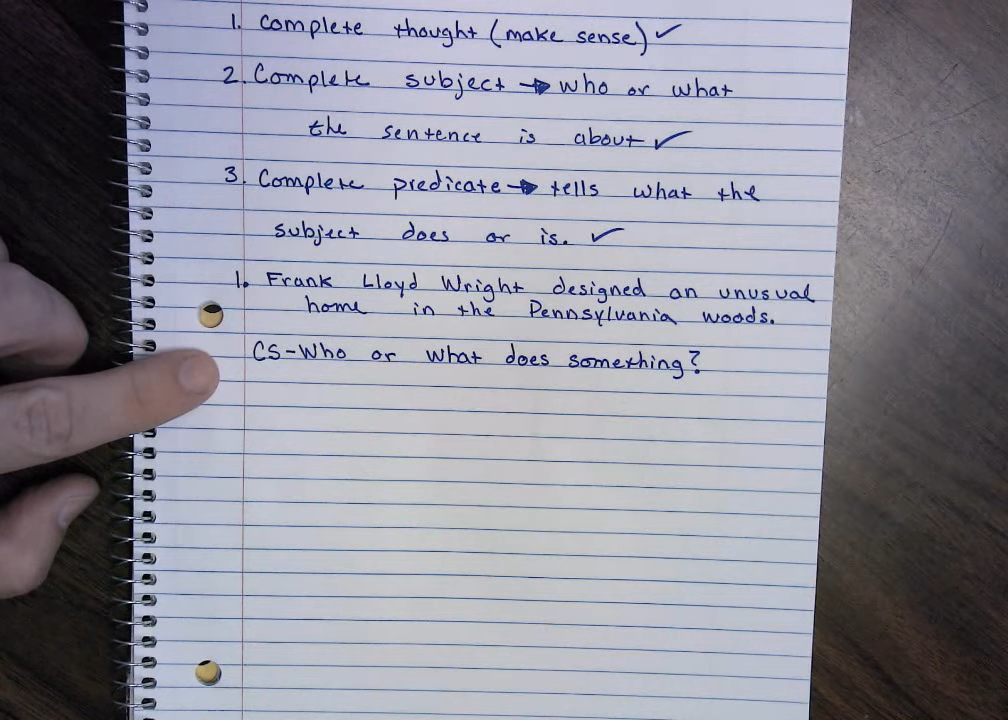 1. Complete thought (make sense) ✓
2. Complete subject → who or what
the sentence is about ✓
3. Complete predicate → tells what the
subject does or is. ✓
1. Frank Lloyd Wright designed an unusual
home in the Pennsylvania woods.
CS-Who or what does something?